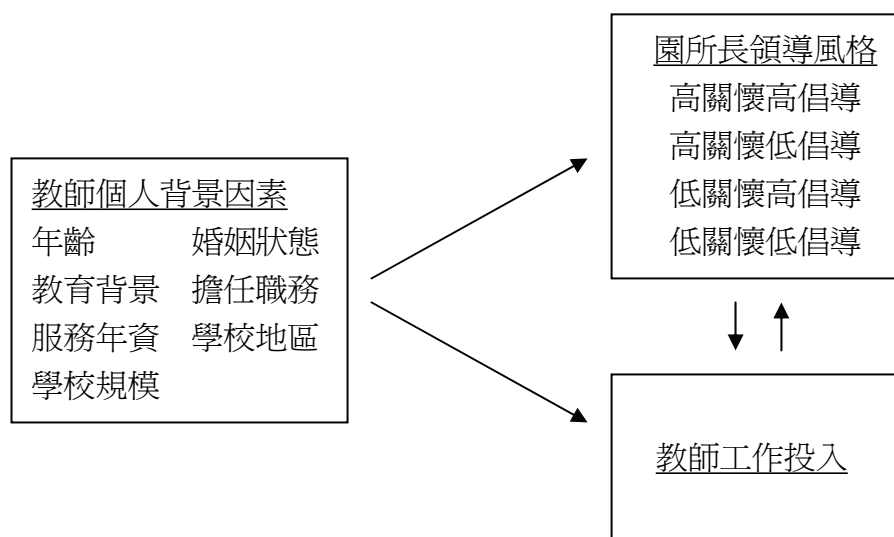 園所長領導風格
高關懷高倡導
高關懷低倡導
低關懷高倡導
低關懷低倡導
教師個人背景因素
年齡 婚姻狀態
教育背景 擔任職務
服務年資 學校地區
學校規模
教師工作投入